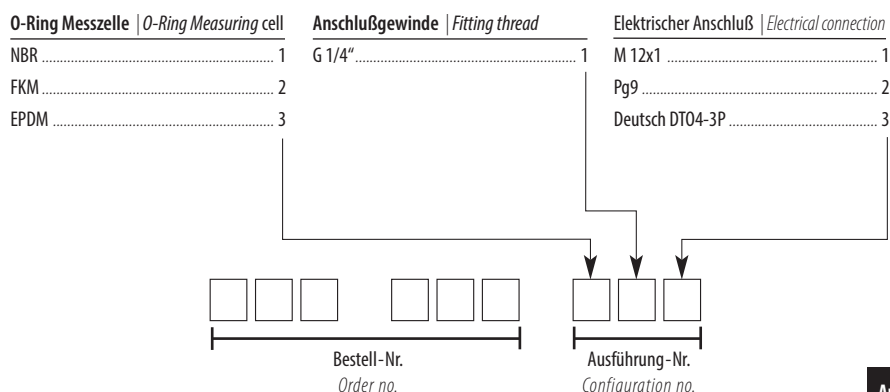 O-Ring Messzelle | O-Ring Measuring cell
NBR 1
FKM 2
EPDM 3
Anschlußgewinde | Fitting thread
G 1/4“ 1
Elektrischer Anschluß | Electrical connection
M 12x1 1
Pg9 2
Deutsch DT04-3P 3
Bestell-Nr.
Order no.
Ausführung-Nr.
Configuration no.